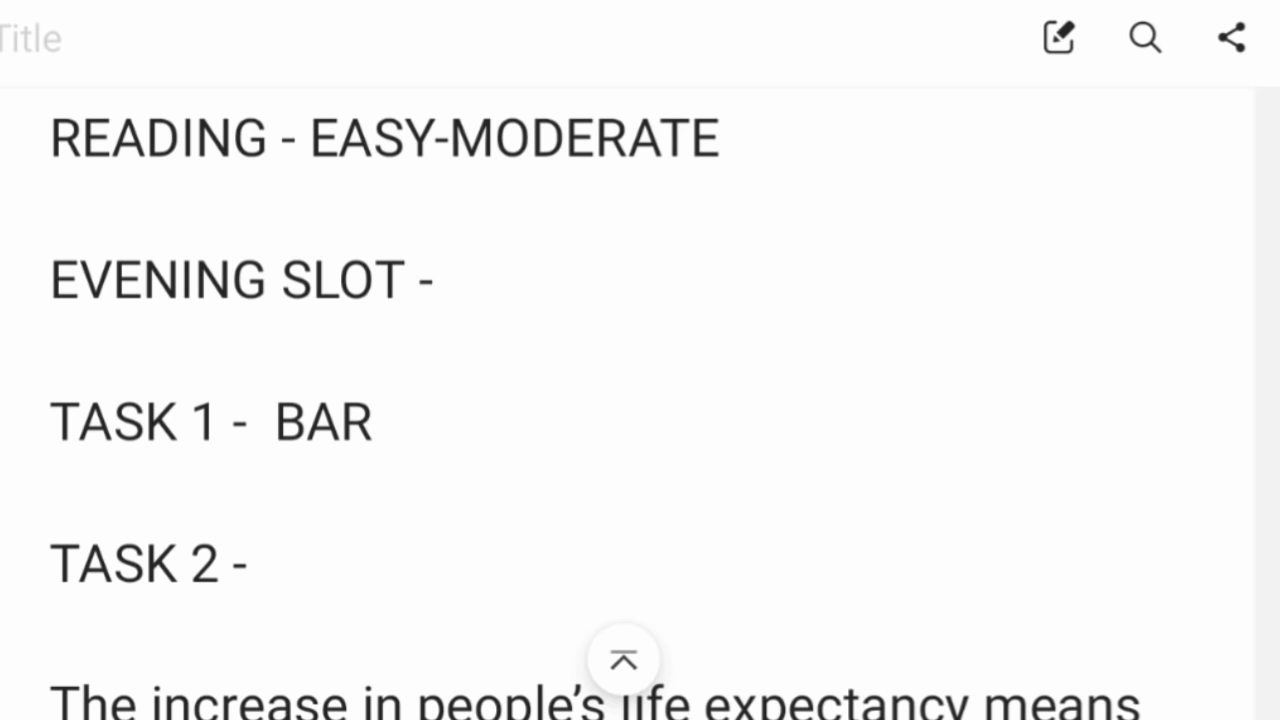 Title
READING - EASY-MODERATE
EVENING SLOT -
TASK 1 - BAR
TASK 2 -
The increase in people's life expectancy means